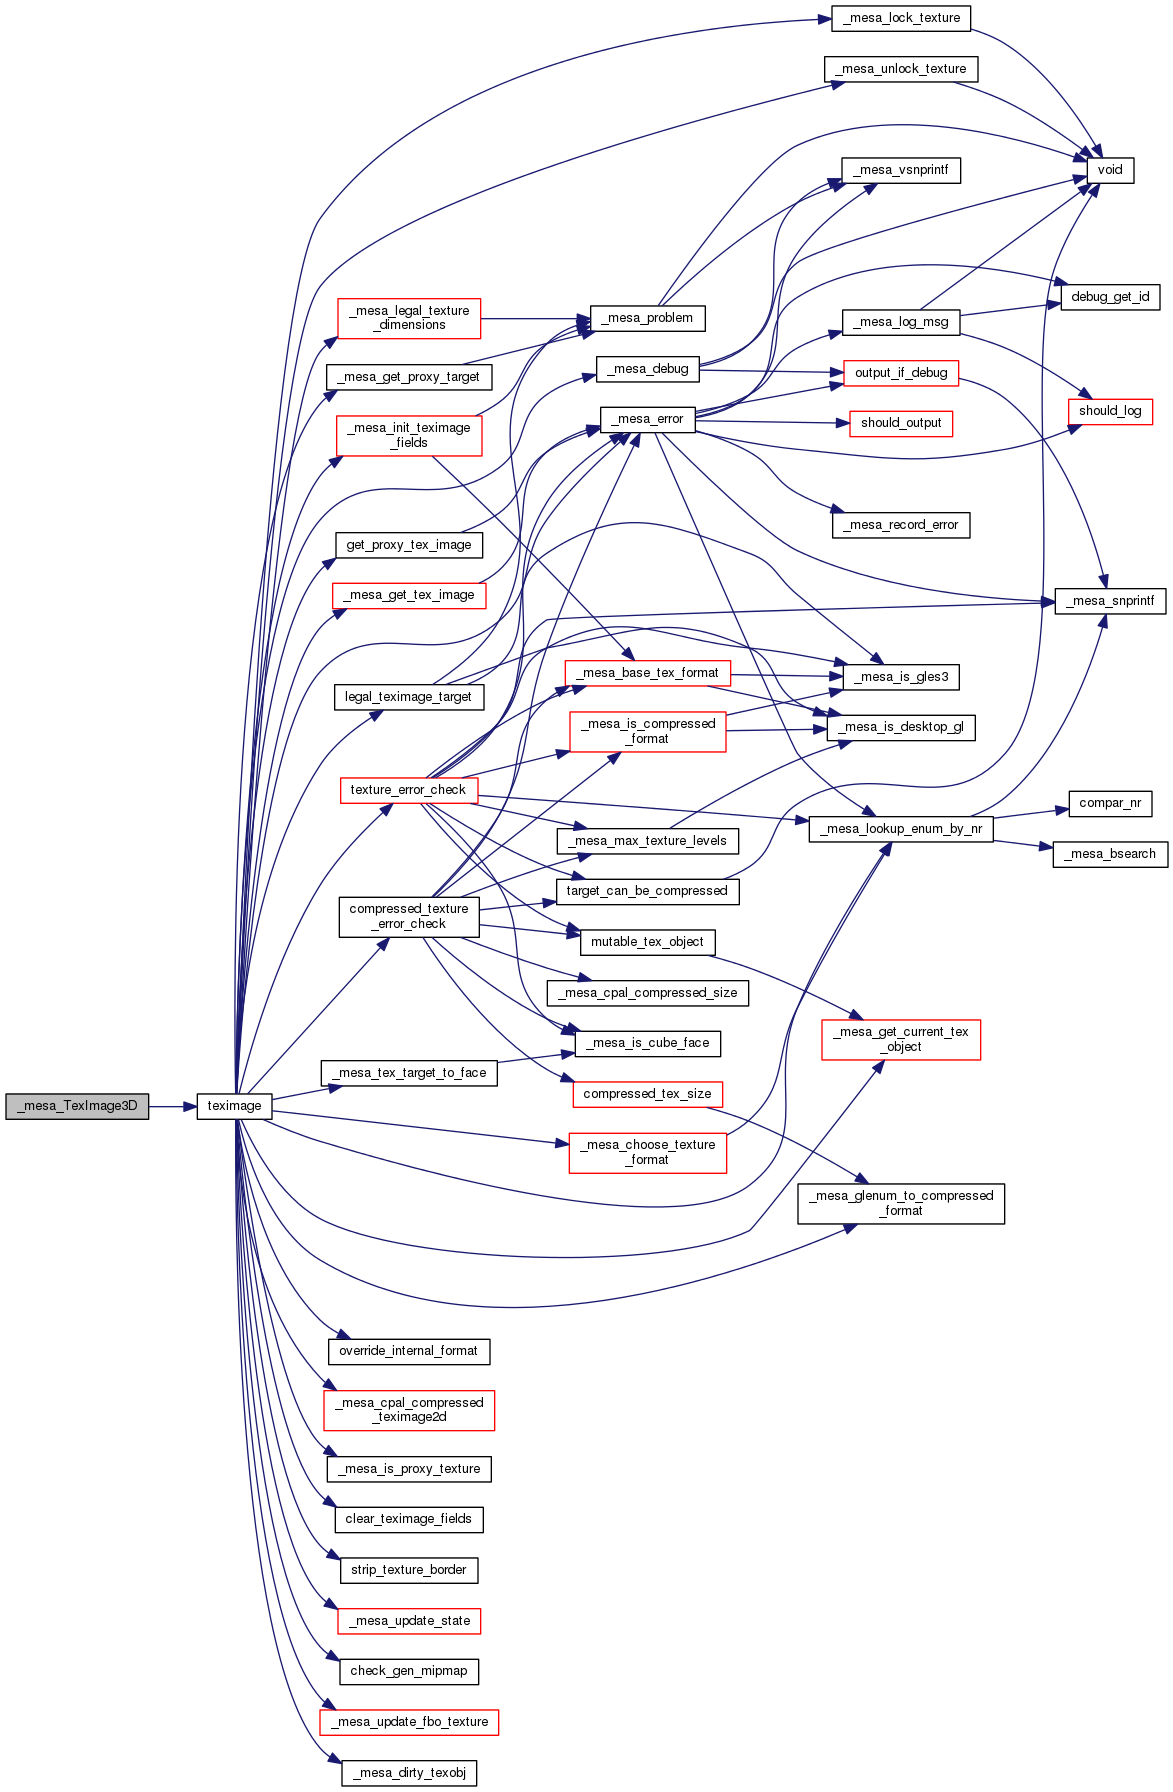 _mesa_lock_texture
_mesa_unlock_texture
_mesa_vsnprintf
void
_mesa_legal_texture
_dimensions
_mesa_problem
debug_get_id
_mesa_log_msg
_mesa_get_proxy_target
_mesa_debug
output_if_debug
should_log
_mesa_init_teximage
_fields
_mesa_error
should_output
get_proxy_tex_image
_mesa_record_error
_mesa_get_tex_image
_mesa_snprintf
legal_teximage_target
_mesa_base_tex_format
_mesa_is_gles3
_mesa_is_compressed
_format
_mesa_is_desktop_gl
texture_error_check
compar_nr
_mesa_max_texture_levels
_mesa_lookup_enum_by_nr
_mesa_bsearch
target_can_be_compressed
compressed_texture
_error_check
mutable_tex_object
_mesa_cpal_compressed_size
_mesa_get_current_tex
_object
_mesa_is_cube_face
_mesa_tex_target_to_face
compressed_tex_size
_mesa_TexImage3D
teximage
_mesa_choose_texture
_format
_mesa_glenum_to_compressed
_format
override_internal_format
_mesa_cpal_compressed
_teximage2d
_mesa_is_proxy_texture
clear_teximage_fields
strip_texture_border
_mesa_update_state
check_gen_mipmap
_mesa_update_fbo_texture
_mesa_dirty_texobj